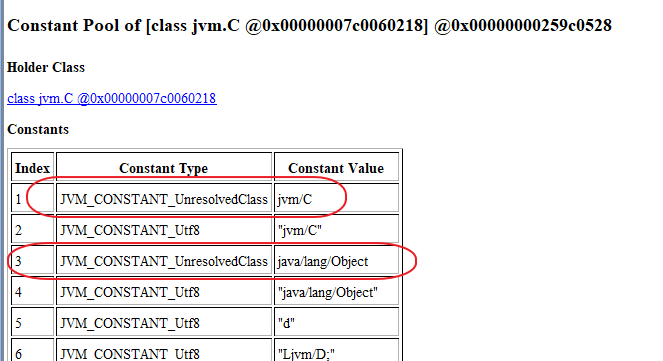 Constant Pool of [class jvm.C @0x00000007c0060218] @0x00000000259c0528
Holder Class
class jvm.C @0x00000007c0060218
Constants
Index Constant Type Constant Value
1 JVM_CONSTANT_UnresolvedClass jvm/C
2 JVM_CONSTANT_Utf8 "jvm/C"
3 JVM_CONSTANT_UnresolvedClass java/lang/Object
4 JVM_CONSTANT_Utf8 "java/lang/Object"
5 JVM_CONSTANT_Utf8 "d"
6 JVM_CONSTANT_Utf8 "Ljvm/D;"